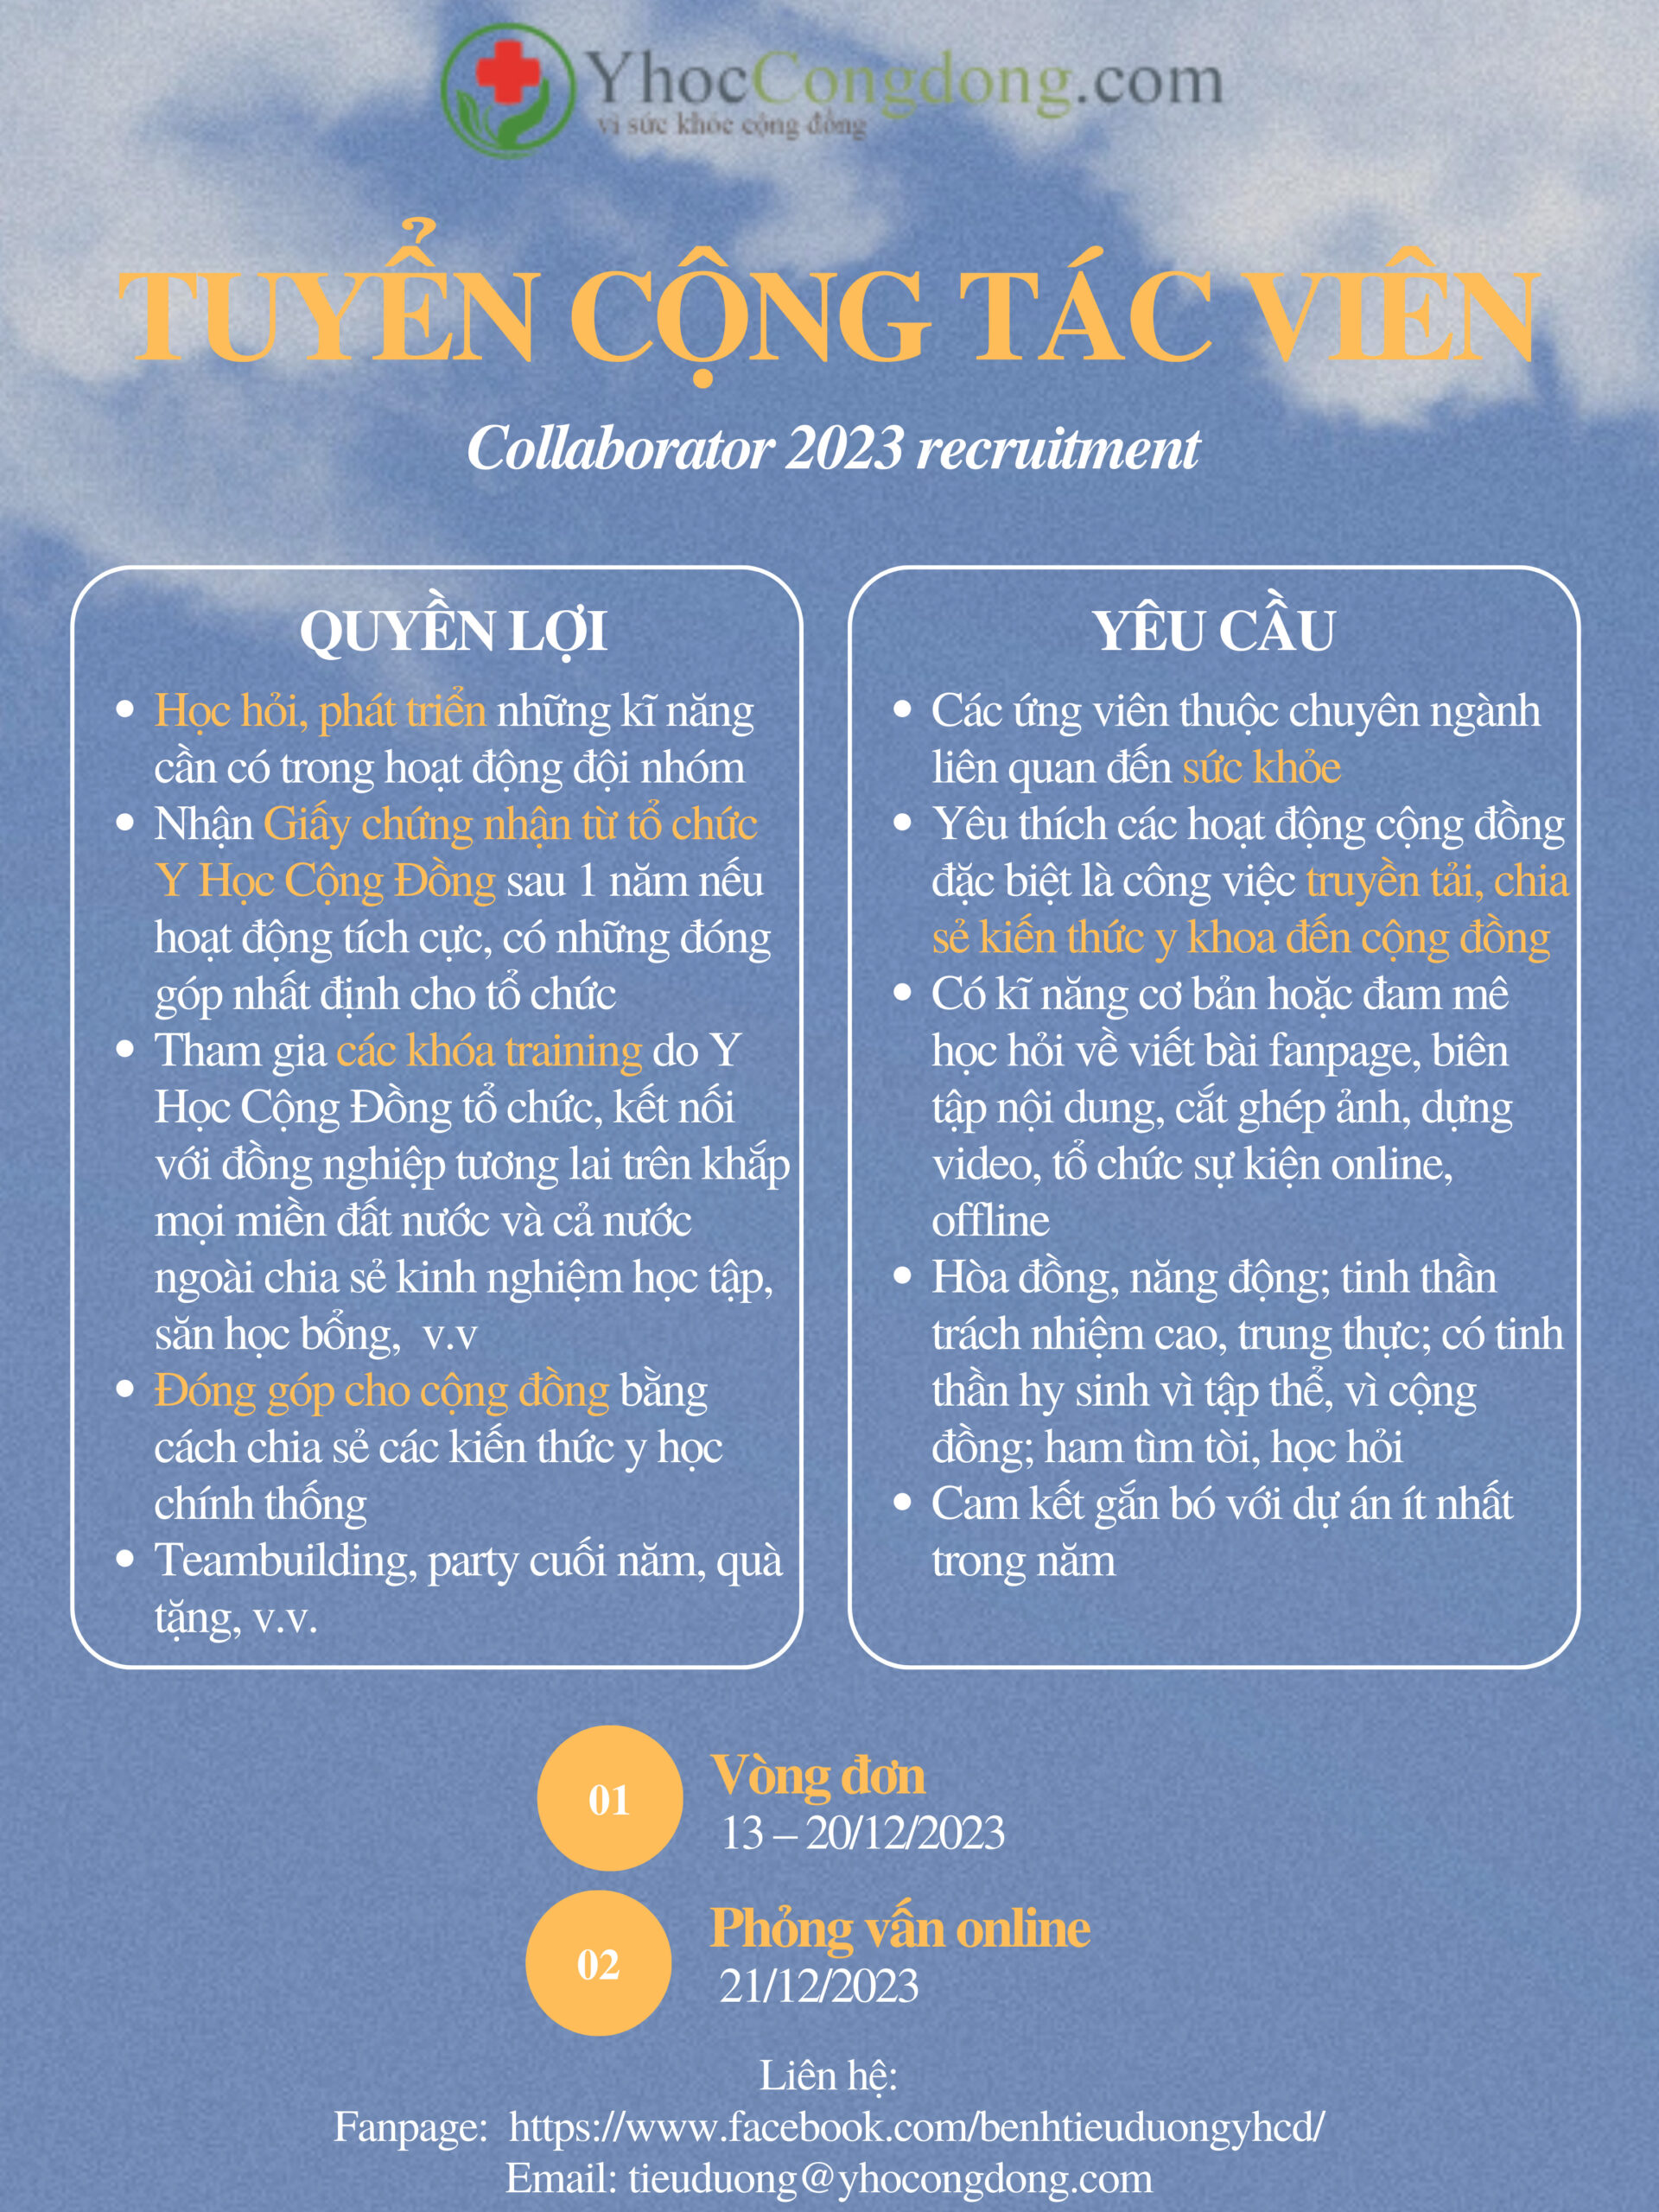 YhocCongdong.com
vì sức khỏe cộng đồng
TUYỂN CỘNG TÁC VIÊN
Collaborator 2023 recruitment
QUYỀN LỢI
Học hỏi, phát triển những kĩ năng
cần có trong hoạt động đội nhóm
Nhận Giấy chứng nhận từ tổ chức
Y Học Cộng Đồng sau 1 năm nếu
hoạt động tích cực, có những đóng
góp nhất định cho tổ chức
Tham gia các khóa training do Y
Học Cộng Đồng tổ chức, kết nối
với đồng nghiệp tương lai trên khắp
mọi miền đất nước và cả nước
ngoài chia sẻ kinh nghiệm học tập,
săn học bổng, v.v
Đóng góp cho cộng đồng bằng
cách chia sẻ các kiến thức y học
chính thống
Teambuilding, party cuối năm, quà
tặng, v.v.
YÊU CẦU
Các ứng viên thuộc chuyên ngành
liên quan đến sức khỏe
Yêu thích các hoạt động cộng đồng
đặc biệt là công việc truyền tải, chia
sẻ kiến thức y khoa đến cộng đồng
Có kĩ năng cơ bản hoặc đam mê
học hỏi về viết bài fanpage, biên
tập nội dung, cắt ghép ảnh, dựng
video, tổ chức sự kiện online,
offline
Hòa đồng, năng động; tinh thần
trách nhiệm cao, trung thực; có tinh
thần hy sinh vì tập thể, vì cộng
đồng; ham tìm tòi, học hỏi
Cam kết gắn bó với dự án ít nhất
trong năm
01
Vòng đơn
13 – 20/12/2023
02
Phỏng vấn online
21/12/2023
Liên hệ:
Fanpage: https://www.facebook.com/benhtieuduongyhcd/
Email: tieuduong@yhocongdong.com